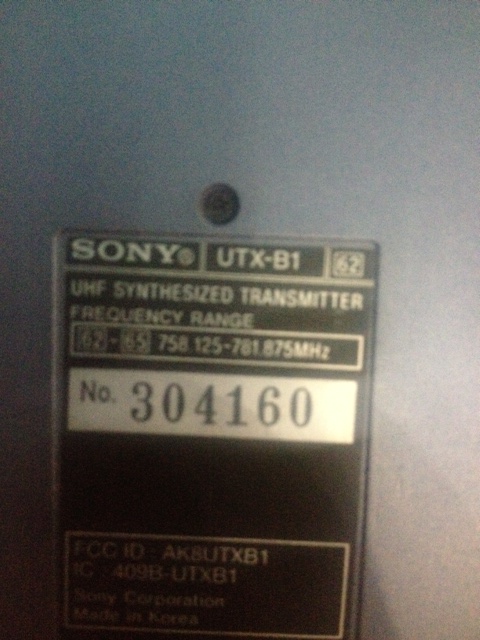 SONY® UTX-B1 62
UHF SYNTHESIZED TRANSMITTER
FREQUENCY RANGE
62 - 65 758.125-781.875MHz
No. 304160
FCC ID : AK8UTXB1
IC : 409B-UTXB1
Sony Corporation
Made in Korea